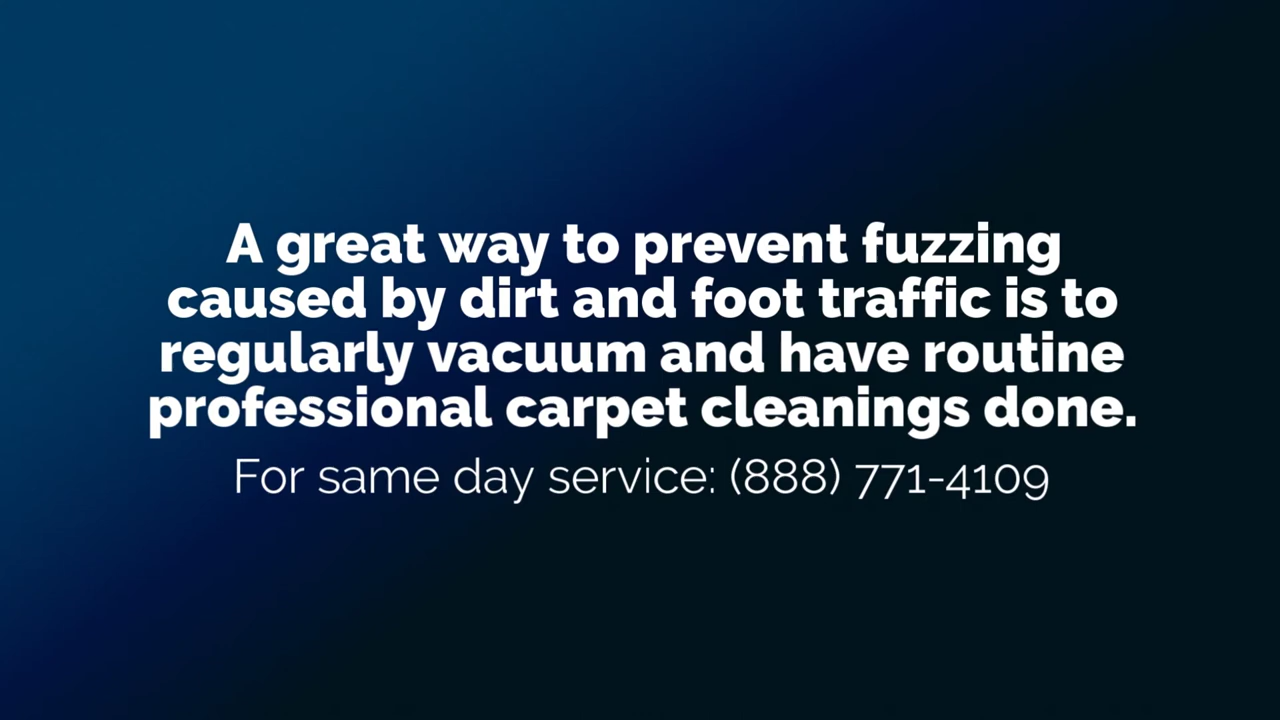 A great way to prevent fuzzing
caused by dirt and foot traffic is to
regularly vacuum and have routine
professional carpet cleanings done.
For same day service: (888) 771-4109